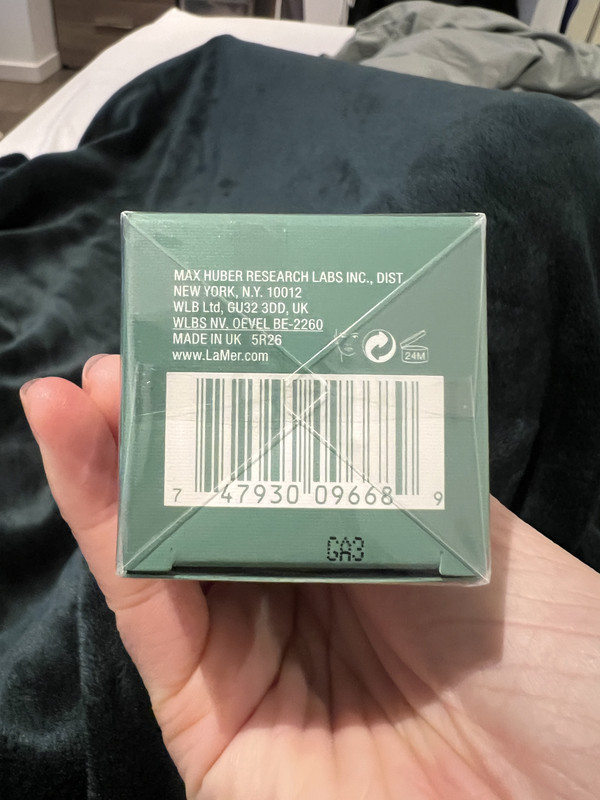 MAX HUBER RESEARCH LABS INC., DIST.
NEW YORK, N.Y. 10012
WLB Ltd, GU32 3DD, UK
WLBS NV. OEVEL BE-2260
MADE IN UK 5R26
www.LaMer.com
24M
7 47930 09668 9
GA3